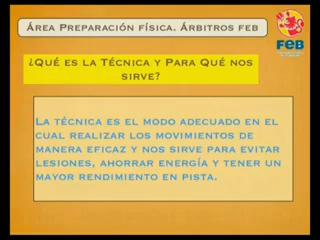 Área Preparación física. Árbitros feb
FEB
¿Qué es la Técnica y Para Qué nos
sirve?
La técnica es el modo adecuado en el
cual realizar los movimientos de
manera eficaz y nos sirve para evitar
lesiones, ahorrar energía y tener un
mayor rendimiento en pista.